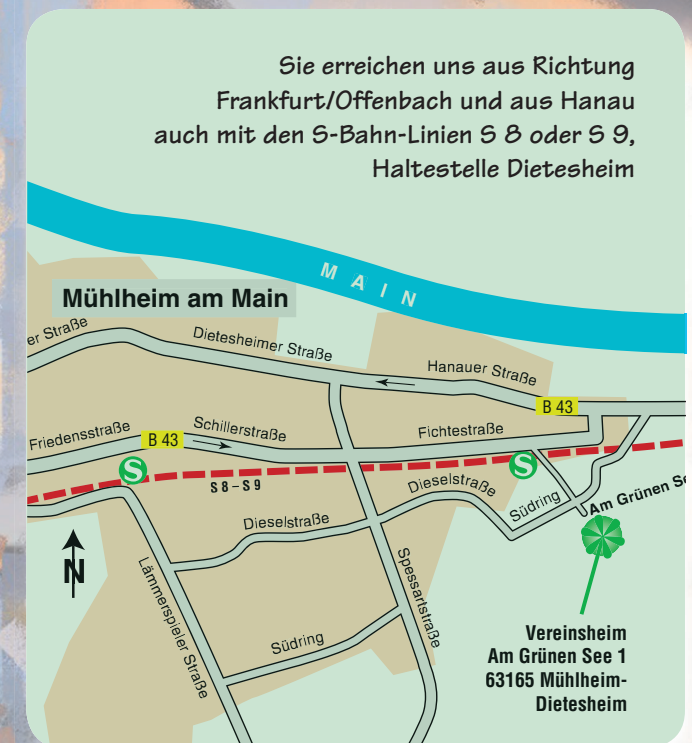 Sie erreichen uns aus Richtung
Frankfurt/Offenbach und aus Hanau
auch mit den S-Bahn-Linien S 8 oder S 9,
Haltestelle Dietesheim
MAIN
Mühlheim am Main
er Straße
Dietesheimer Straße
Hanauer Straße
B 43
Friedensstraße
B 43
Schillerstraße
Fichtestraße
S
S
S 8 – S 9
Dieselstraße
Südring
Am Grünen Se
Dieselstraße
N
Lämmerspieler Straße
Spessartstraße
Südring
Vereinsheim
Am Grünen See 1
63165 Mühlheim-
Dietesheim